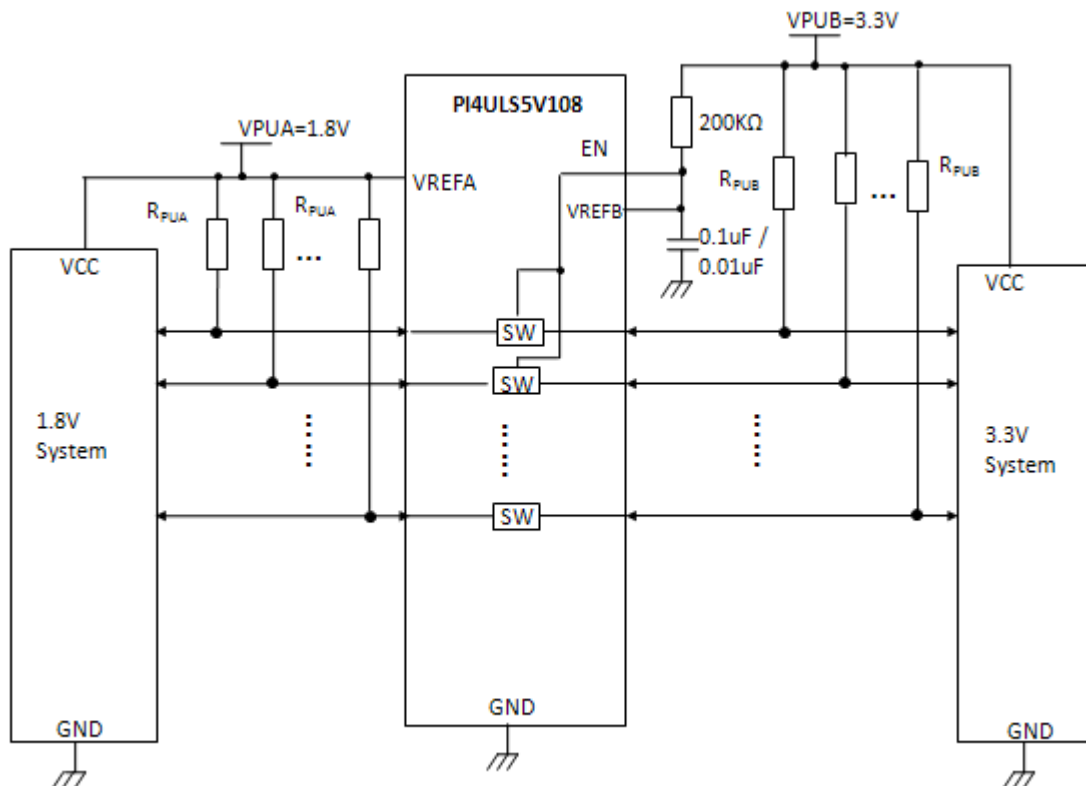 VPUB=3.3V
PI4ULS5V108
VPUA=1.8V
200KΩ
EN
VREFA
RPUB
RPUB
RPUA
RPUA
VREFB
...
...
0.1uF /
0.01uF
VCC
VCC
SW
SW
1.8V
System
3.3V
System
SW
GND
GND
GND